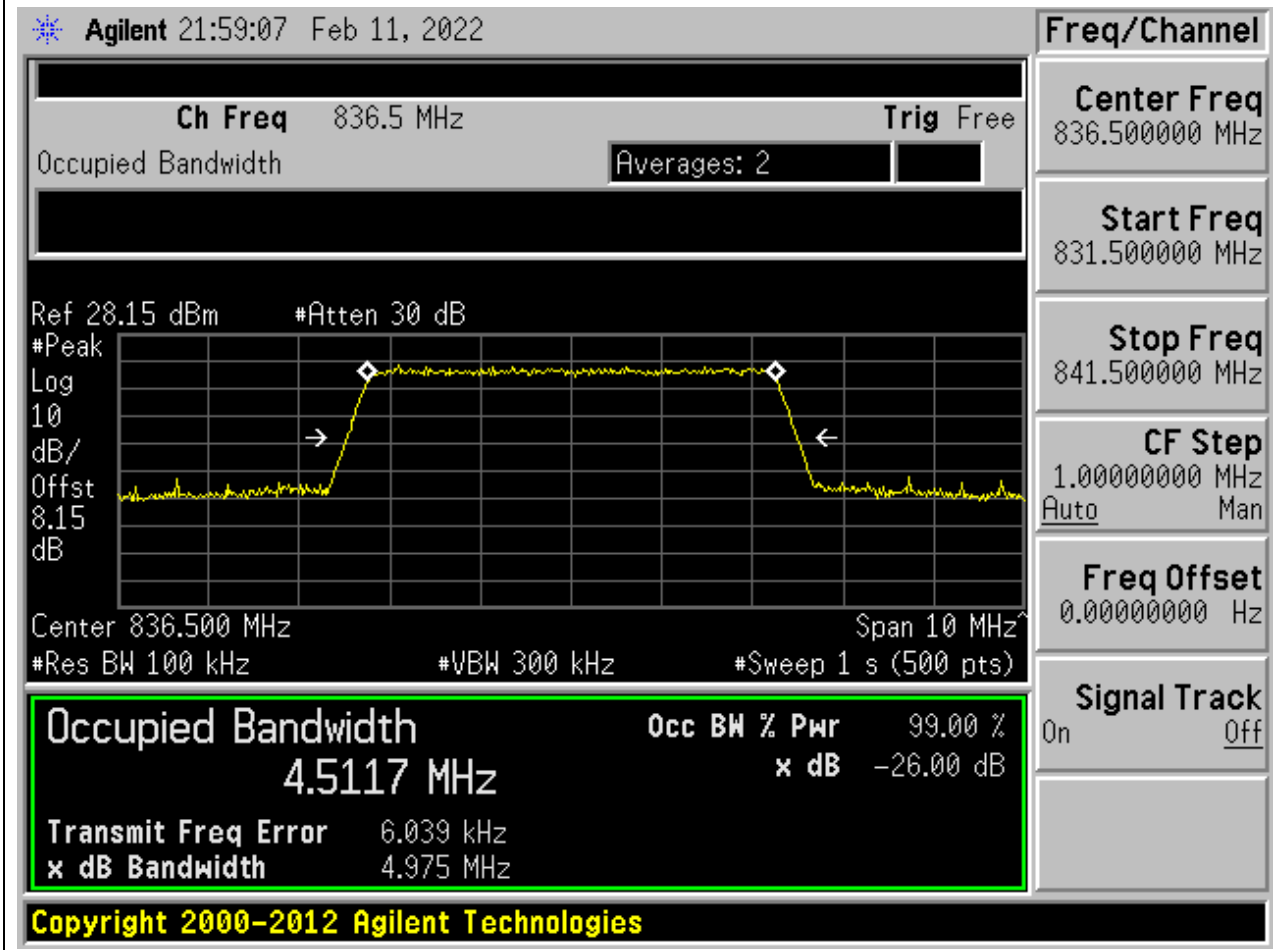 Agilent 21:59:07 Feb 11, 2022
Freq/Channel
Ch Freq 836.5 MHz Trig Free
Occupied Bandwidth Averages: 2
Center Freq
836.500000 MHz
Start Freq
831.500000 MHz
Stop Freq
841.500000 MHz
CF Step
1.00000000 MHz
Auto Man
Freq Offset
0.00000000 Hz
Signal Track
On Off
Ref 28.15 dBm #Atten 30 dB
#Peak
Log
10
dB/
Offst
8.15
dB
Center 836.500 MHz Span 10 MHz^
#Res BW 100 kHz #VBW 300 kHz #Sweep 1 s (500 pts)
Occupied Bandwidth Occ BW % Pwr 99.00 %
4.5117 MHz x dB -26.00 dB
Transmit Freq Error 6.039 kHz
x dB Bandwidth 4.975 MHz
Copyright 2000-2012 Agilent Technologies